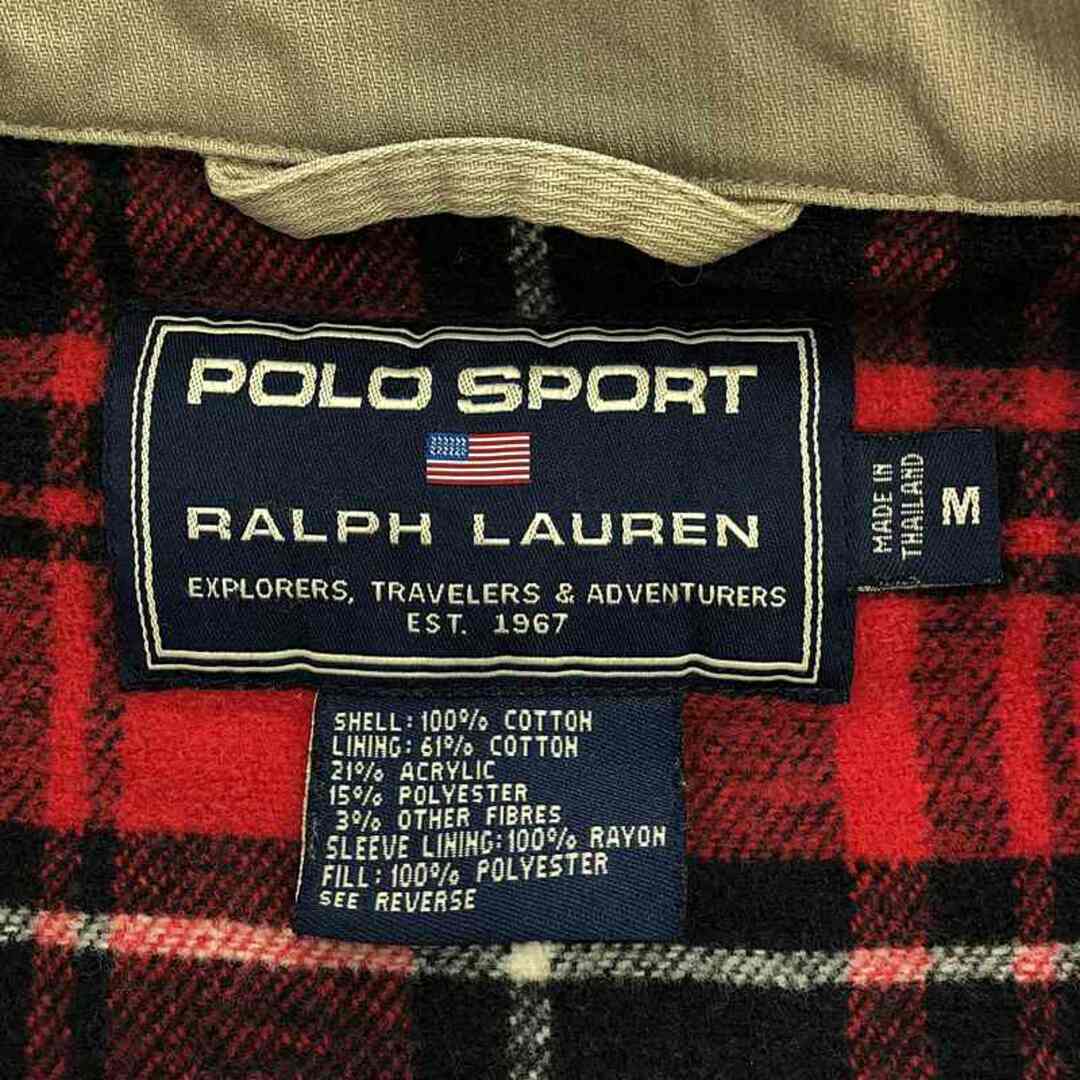 POLO SPORT
RALPH LAUREN
EXPLORERS, TRAVELERS & ADVENTURERS
EST. 1967
MADE IN
THAILAND
M
SHELL: 100% COTTON
LINING: 61% COTTON
21% ACRYLIC
15% POLYESTER
3% OTHER FIBRES
SLEEVE LINING: 100% RAYON
FILL: 100% POLYESTER
SEE REVERSE